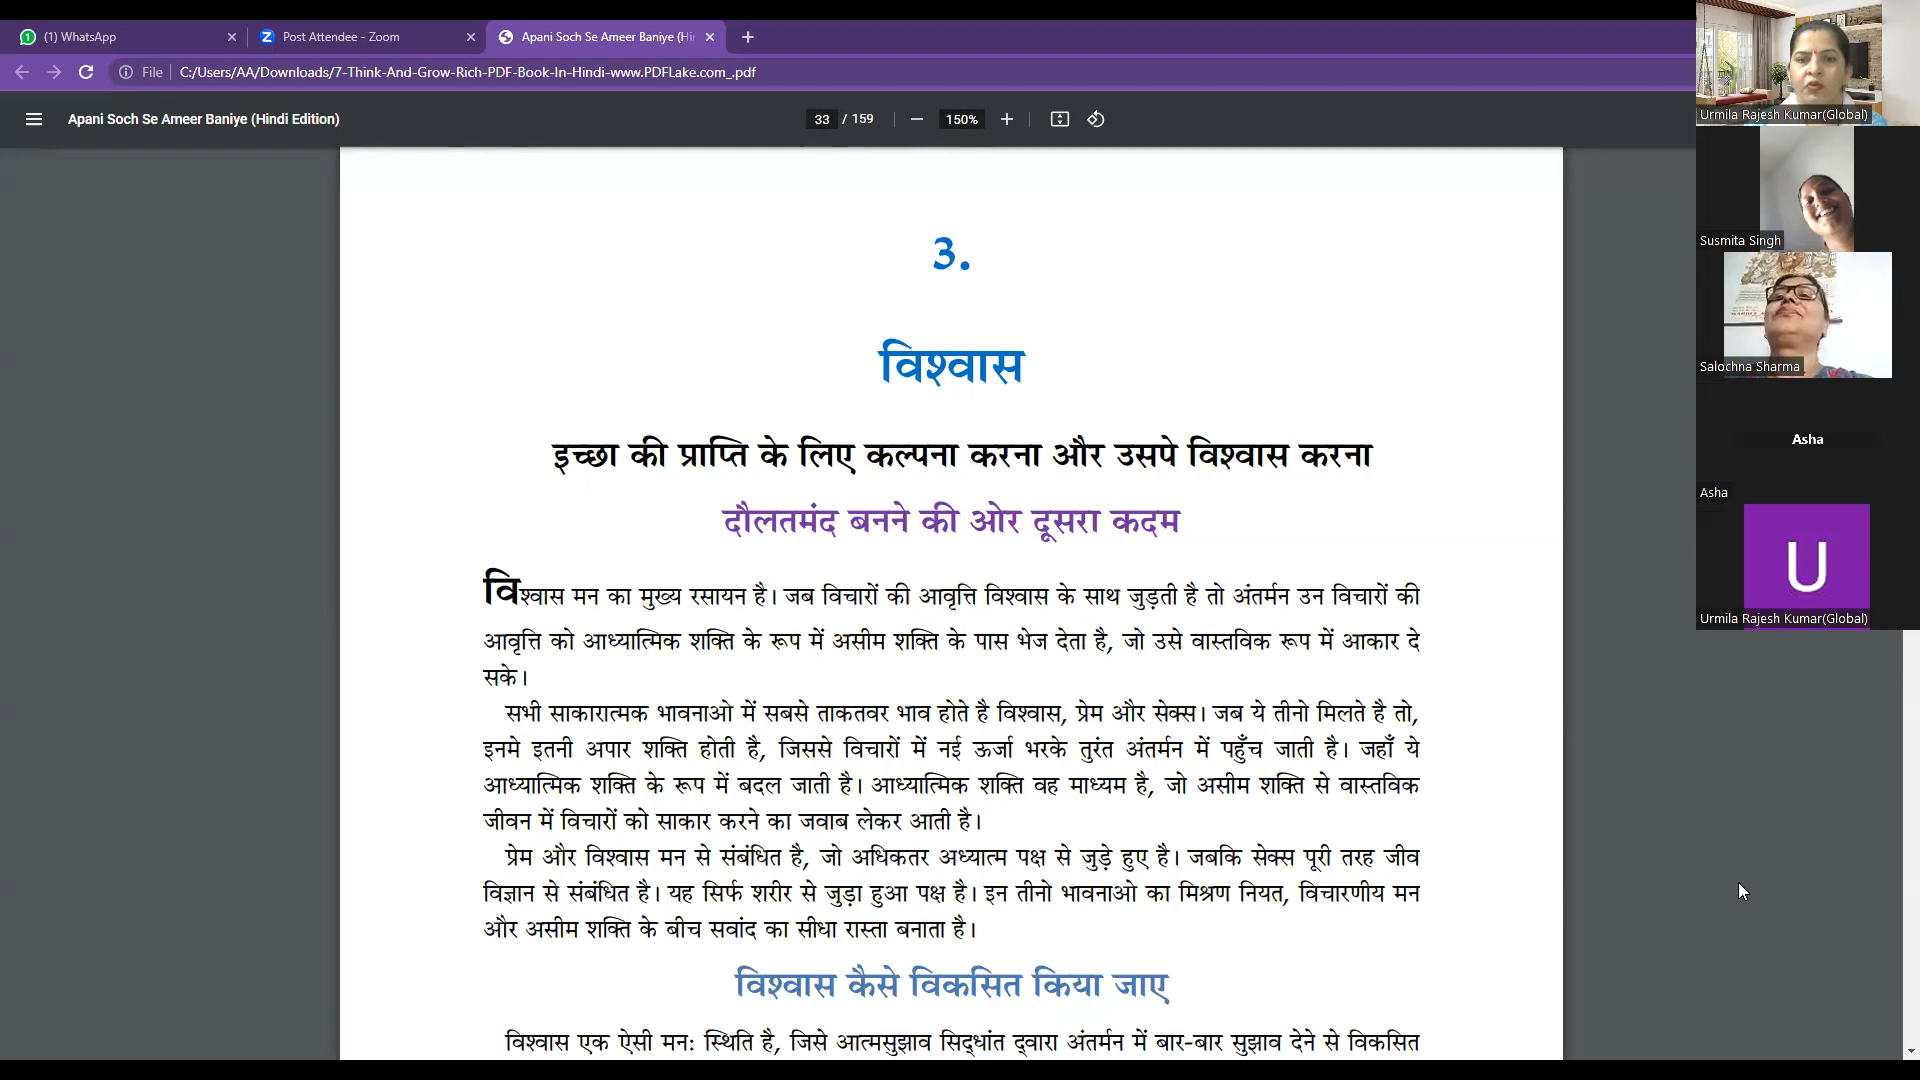 (1) WhatsApp
Post Attendee - Zoom
Apani Soch Se Ameer Baniye (Hin
File
C:/Users/AA/Downloads/7-Think-And-Grow-Rich-PDF-Book-In-Hindi-www.PDFLake.com_.pdf
Apani Soch Se Ameer Baniye (Hindi Edition)
33 / 159
150%
3.
विश्वास
इच्छा की प्राप्ति के लिए कल्पना करना और उसपे विश्वास करना
दौलतमंद बनने की ओर दूसरा कदम
विश्वास मन का मुख्य रसायन है। जब विचारों की आवृत्ति विश्वास के साथ जुड़ती है तो अंतर्मन उन विचारों की
आवृत्ति को आध्यात्मिक शक्ति के रूप में असीम शक्ति के पास भेज देता है, जो उसे वास्तविक रूप में आकार दे
सके।
सभी साकारात्मक भावनाओ में सबसे ताकतवर भाव होते है विश्वास, प्रेम और सेक्स। जब ये तीनो मिलते है तो,
इनमे इतनी अपार शक्ति होती है, जिससे विचारों में नई ऊर्जा भरके तुरंत अंतर्मन में पहुँच जाती है। जहाँ ये
आध्यात्मिक शक्ति के रूप में बदल जाती है। आध्यात्मिक शक्ति वह माध्यम है, जो असीम शक्ति से वास्तविक
जीवन में विचारों को साकार करने का जवाब लेकर आती है।
प्रेम और विश्वास मन से संबंधित है, जो अधिकतर अध्यात्म पक्ष से जुड़े हुए है। जबकि सेक्स पूरी तरह जीव
विज्ञान से संबंधित है। यह सिर्फ शरीर से जुड़ा हुआ पक्ष है। इन तीनो भावनाओ का मिश्रण नियत, विचारणीय मन
और असीम शक्ति के बीच सवांद का सीधा रास्ता बनाता है।
विश्वास कैसे विकसित किया जाए
विश्वास एक ऐसी मन: स्थिति है, जिसे आत्मसुझाव सिद्धांत द्वारा अंतर्मन में बार-बार सुझाव देने से विकसित
Urmila Rajesh Kumar(Global)
Susmita Singh
Salochna Sharma
Asha
Asha
U
Urmila Rajesh Kumar(Global)